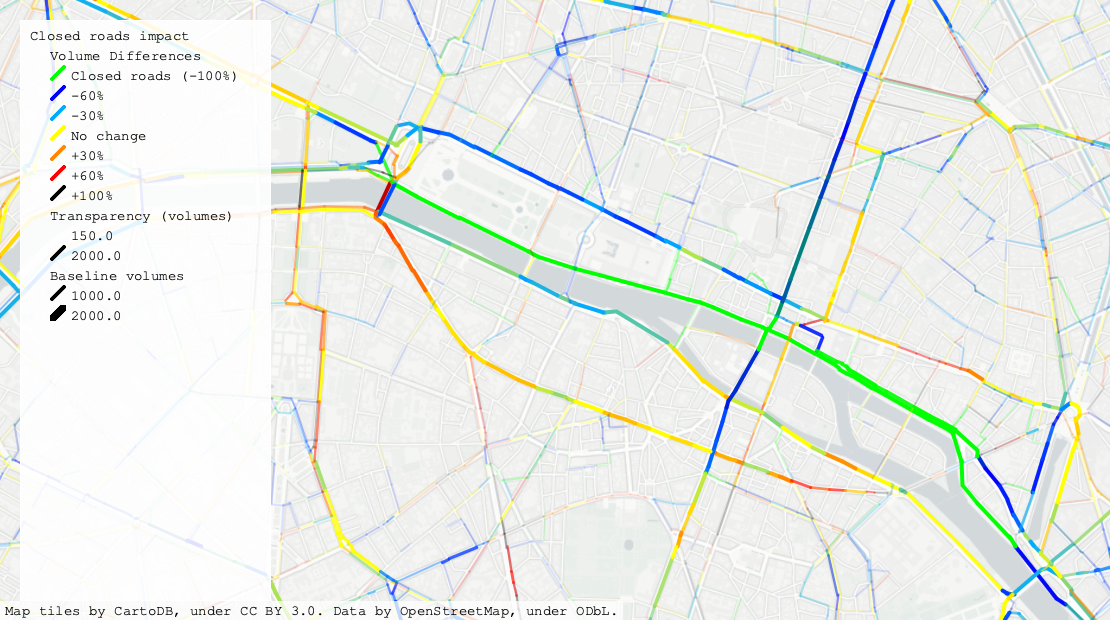 Closed roads impact
Volume Differences
Closed roads (-100%)
-60%
-30%
No change
+30%
+60%
+100%
Transparency (volumes)
150.0
2000.0
Baseline volumes
1000.0
2000.0
Map tiles by CartoDB, under CC BY 3.0. Data by OpenStreetMap, under ODbL.